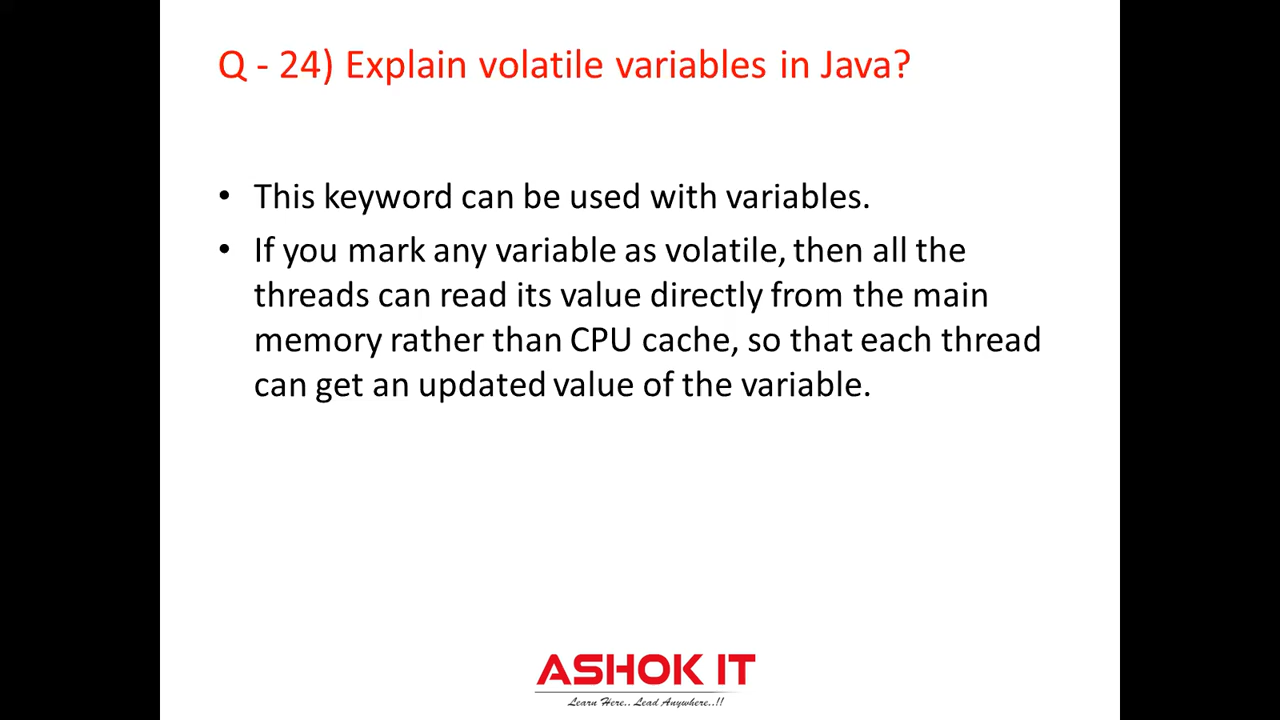 Q - 24) Explain volatile variables in Java?
• This keyword can be used with variables.
• If you mark any variable as volatile, then all the
threads can read its value directly from the main
memory rather than CPU cache, so that each thread
can get an updated value of the variable.
ASHOK IT
Learn Here.. Lead Anywhere..!!